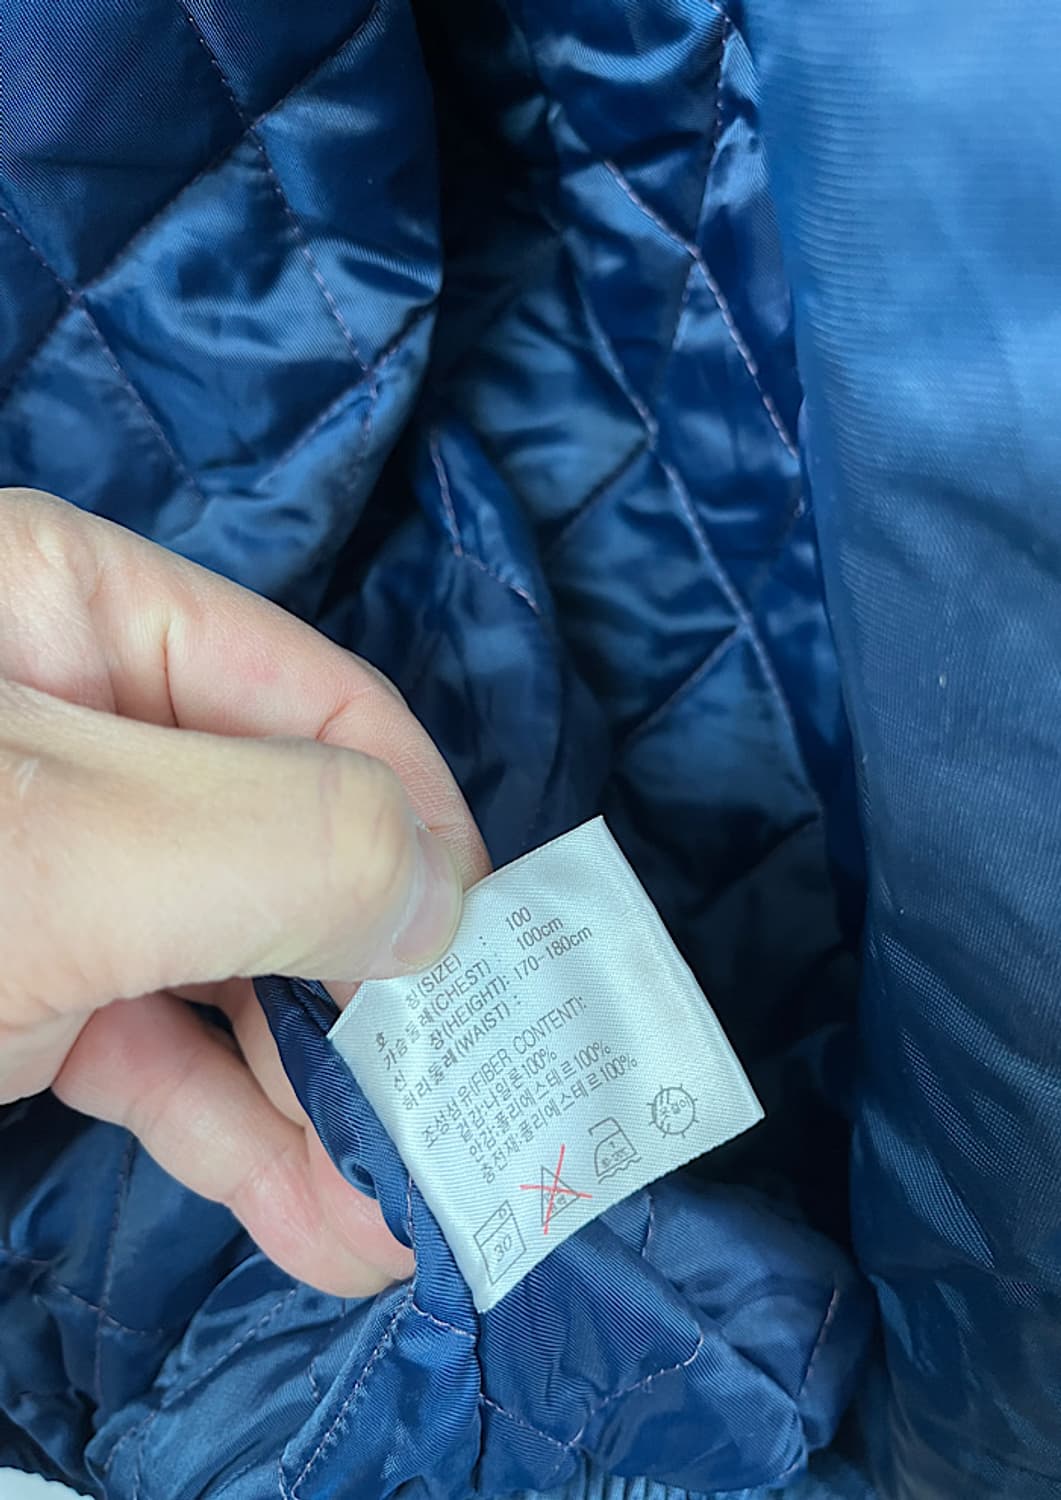 호 칭(SIZE) : 100
가슴둘레(CHEST) : 100cm
신 장(HEIGHT): 170-180cm
허리둘레(WAIST) :
조성섬유(FIBER CONTENT):
겉감:나일론100%
안감:폴리에스테르100%
충전재:폴리에스테르100%
30